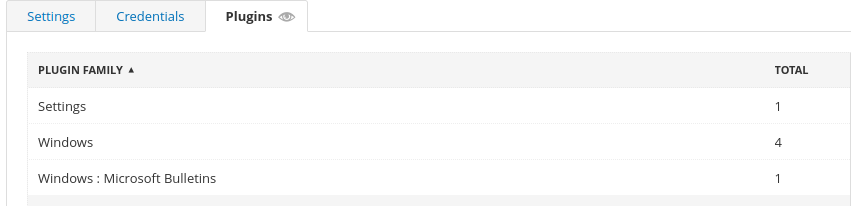 Settings Credentials Plugins
PLUGIN FAMILY ▲ TOTAL
Settings 1
Windows 4
Windows : Microsoft Bulletins 1